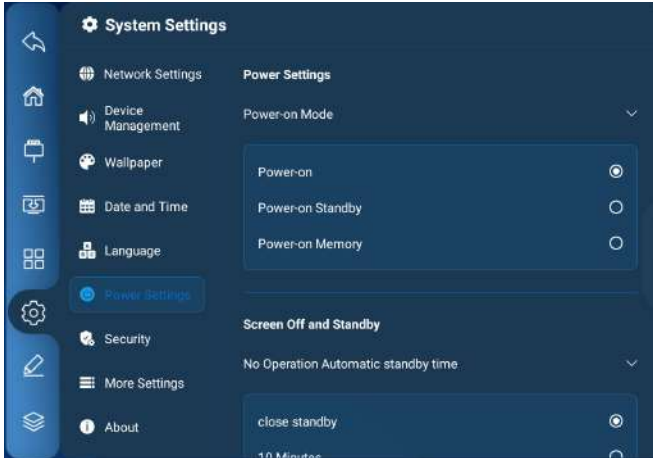 System Settings
Network Settings
Device
Management
Wallpaper
Date and Time
Language
Power Settings
Security
More Settings
About
Power Settings
Power-on Mode
Power-on
Power-on Standby
Power-on Memory
Screen Off and Standby
No Operation Automatic standby time
close standby
10 Minutes